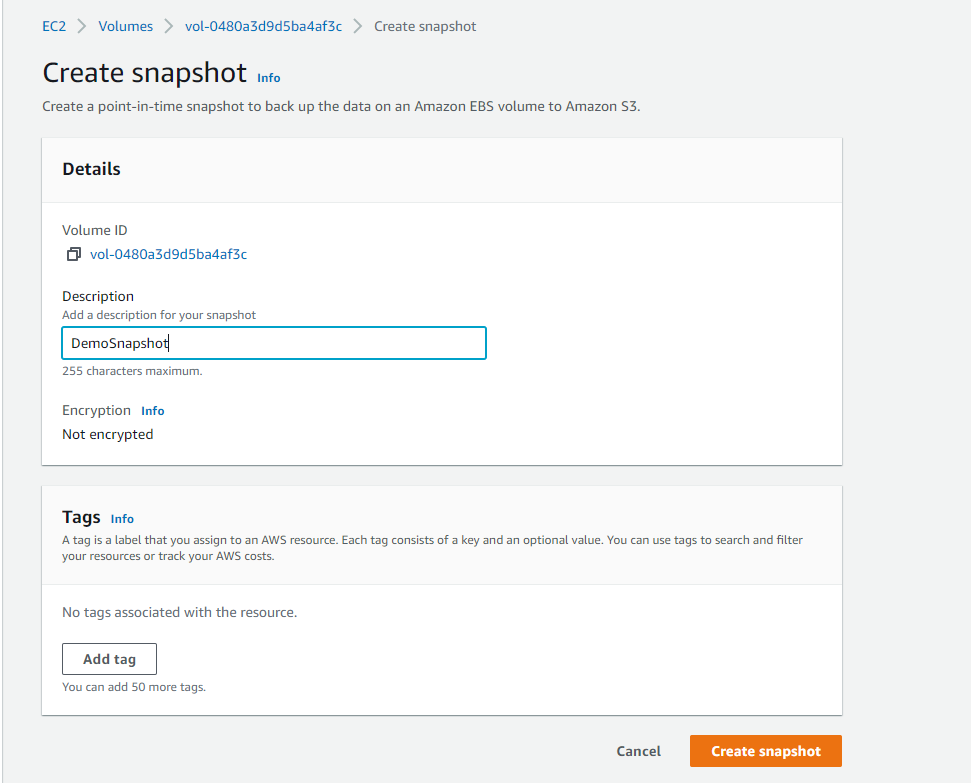 EC2 > Volumes > vol-0480a3d9d5ba4af3c > Create snapshot
Create snapshot Info
Create a point-in-time snapshot to back up the data on an Amazon EBS volume to Amazon S3.
Details
Volume ID
vol-0480a3d9d5ba4af3c
Description
Add a description for your snapshot
DemoSnapshot
255 characters maximum.
Encryption Info
Not encrypted
Tags Info
A tag is a label that you assign to an AWS resource. Each tag consists of a key and an optional value. You can use tags to search and filter
your resources or track your AWS costs.
No tags associated with the resource.
Add tag
You can add 50 more tags.
Cancel Create snapshot